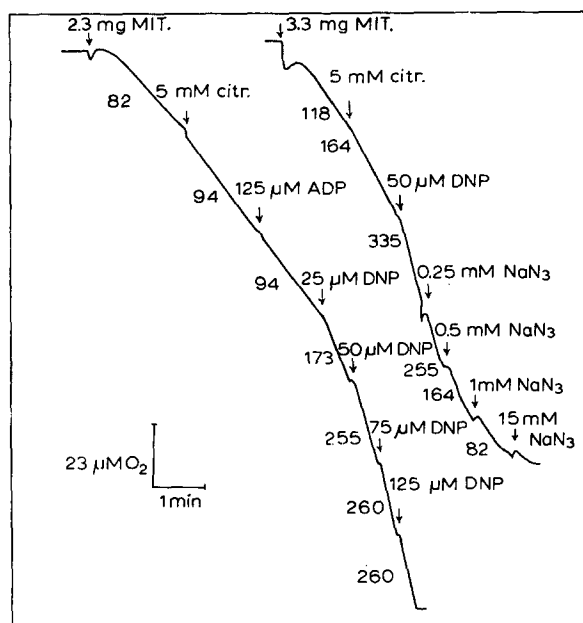 2.3 mg MIT.
3.3 mg MIT.
5 mM citr.
5 mM citr.
82
118
164
94
125 µM ADP
50 µM DNP
335
94
25 µM DNP
0.25 mM NaN3
173
50 µM DNP
0.5 mM NaN3
255
164
1mM NaN3
255
75 µM DNP
82
15 mM
NaN3
23 µM O2
1 min
125 µM DNP
260
260